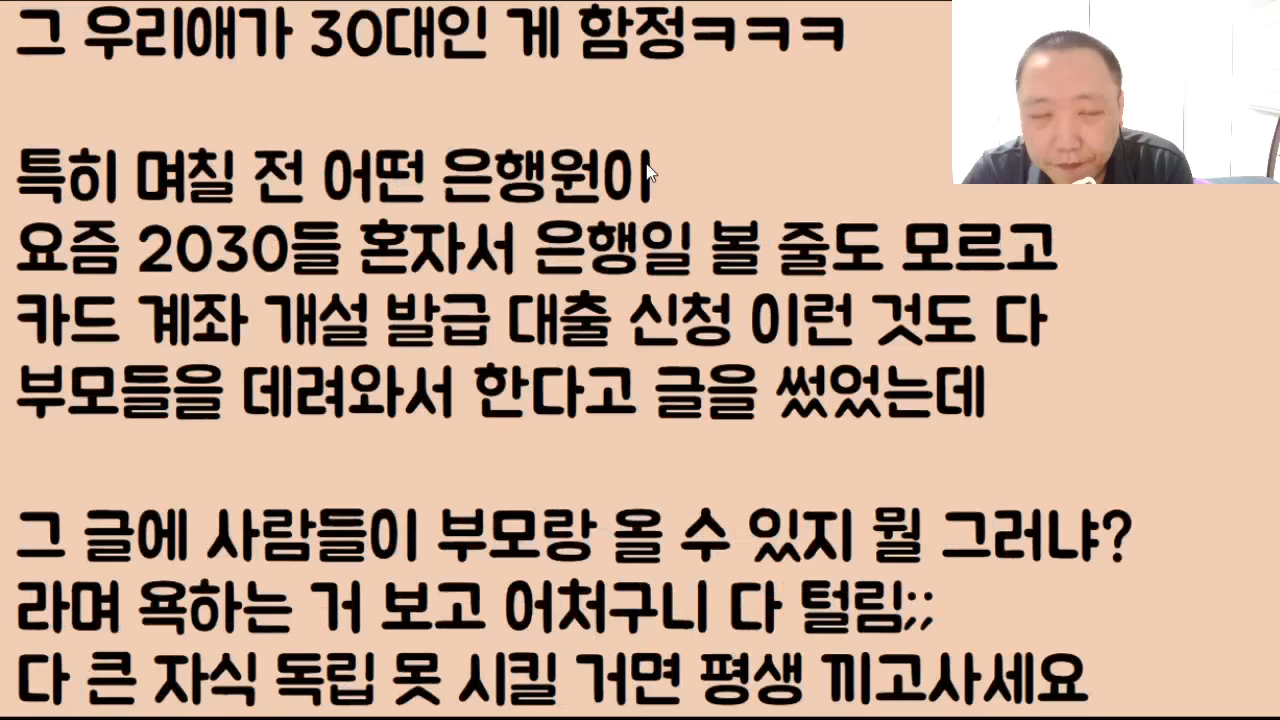 그 우리애가 30대인 게 함정ㅋㅋㅋ
특히 며칠 전 어떤 은행원이
요즘 2030들 혼자서 은행일 볼 줄도 모르고
카드 계좌 개설 발급 대출 신청 이런 것도 다
부모들을 데려와서 한다고 글을 썼었는데
그 글에 사람들이 부모랑 올 수 있지 뭘 그러냐?
라며 욕하는 거 보고 어처구니 다 털림;;
다 큰 자식 독립 못 시킬 거면 평생 끼고사세요